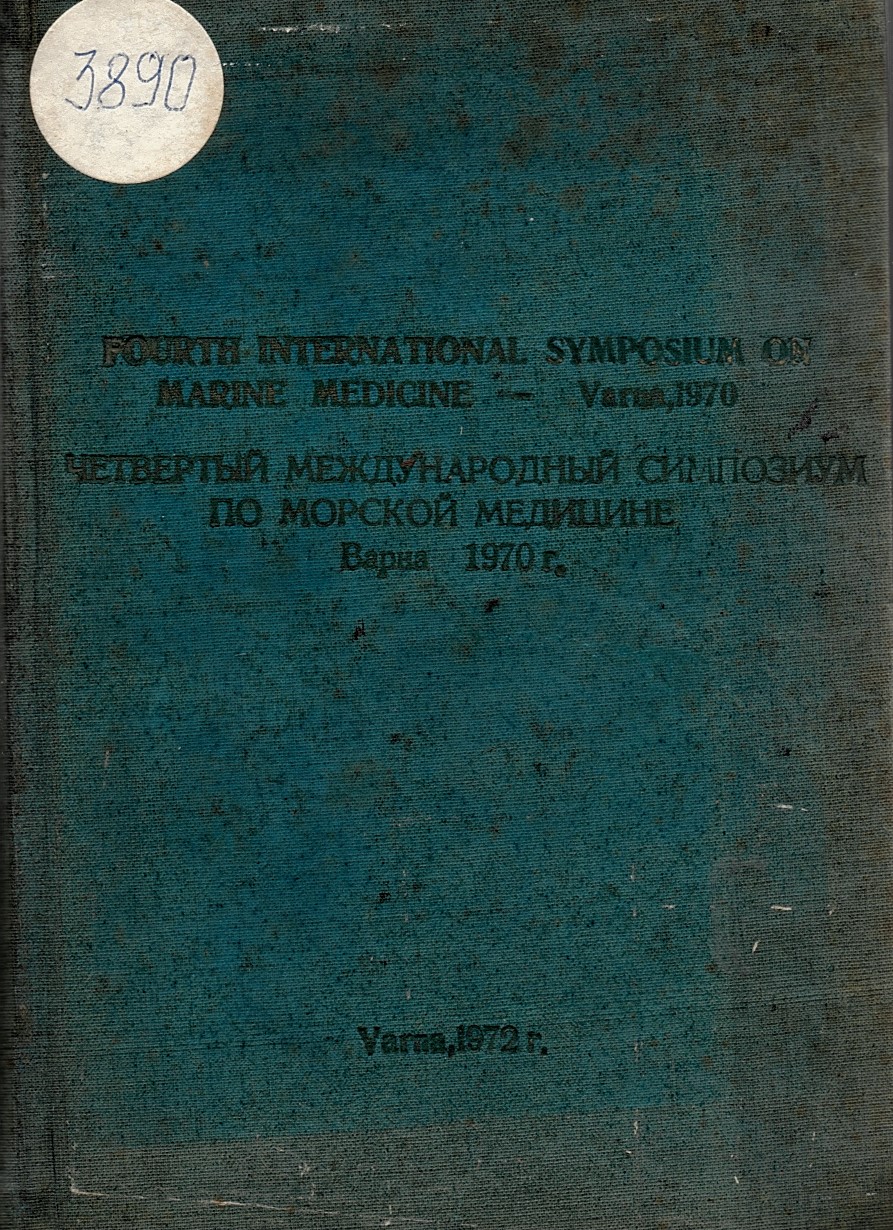 3890
FOURTH INTERNATIONAL SYMPOSIUM ON
MARINE MEDICINE — Varna,1970
ЧЕТВЕРТЫЙ МЕЖДУНАРОДНЫЙ СИМПОЗИУМ
ПО МОРСКОЙ МЕДИЦИНЕ
Варна 1970 г.
Varna,1972 г.